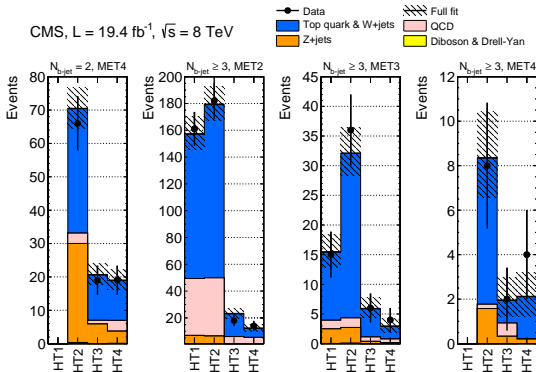 CMS, L = 19.4 fb⁻¹, √s = 8 TeV
Data
Top quark & W+jets
Z+jets
Full fit
QCD
Diboson & Drell-Yan
N_b-jet = 2, MET4
Events
80
70
60
50
40
30
20
10
0
HT1
HT2
HT3
HT4
N_b-jet ≥ 3, MET2
Events
200
180
160
140
120
100
80
60
40
20
HT1
HT2
HT3
HT4
N_b-jet ≥ 3, MET3
Events
45
40
35
30
25
20
15
10
5
0
HT1
HT2
HT3
HT4
N_b-jet ≥ 3, MET4
Events
12
10
8
6
4
2
0
HT1
HT2
HT3
HT4